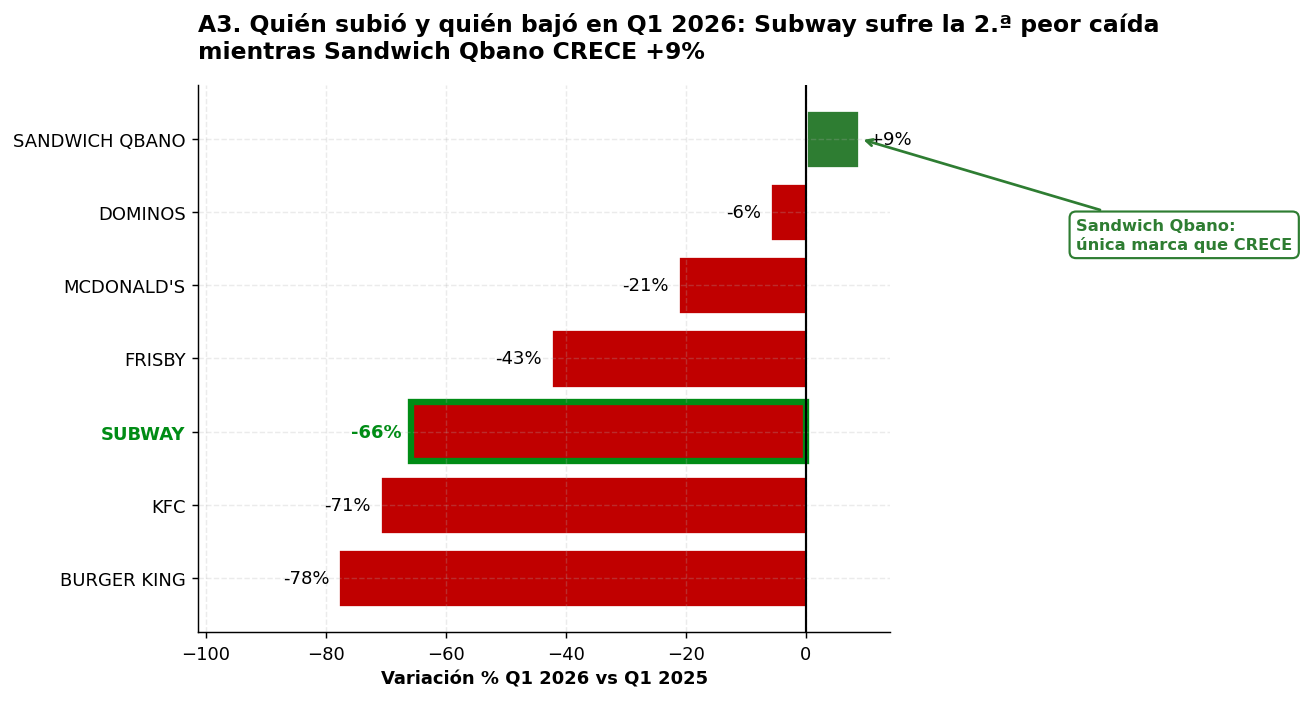 A3. Quién subió y quién bajó en Q1 2026: Subway sufre la 2.ª peor caída
mientras Sandwich Qbano CRECE +9%
SANDWICH QBANO
+9%
DOMINOS
-6%
Sandwich Qbano:
única marca que CRECE
MCDONALD'S
-21%
FRISBY
-43%
SUBWAY
-66%
KFC
-71%
BURGER KING
-78%
−100
−80
−60
−40
−20
0
Variación % Q1 2026 vs Q1 2025